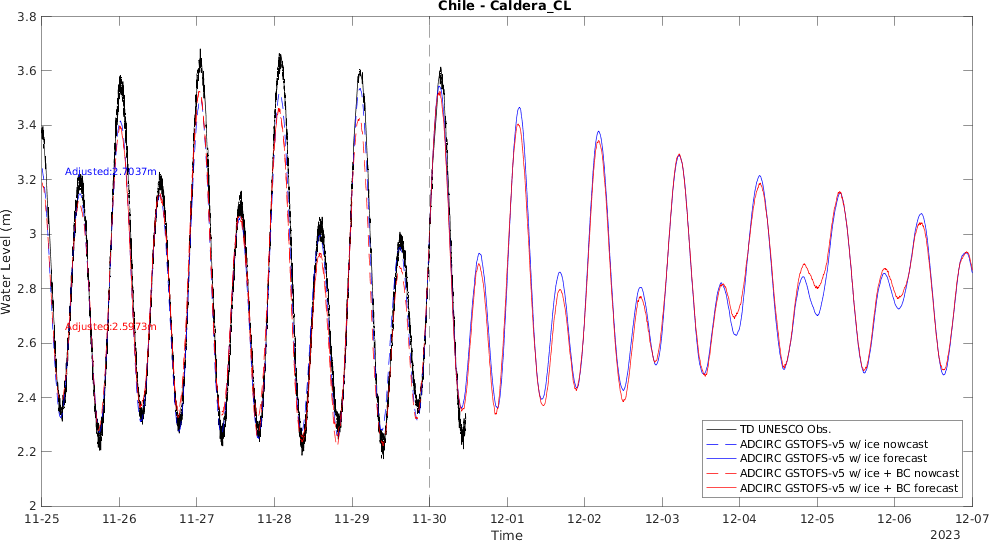 Chile - Caldera_CL
3.8
3.6
3.4
3.2
3
2.8
2.6
2.4
2.2
2
Water Level (m)
Adjusted:2.7037m
Adjusted:2.5973m
TD UNESCO Obs.
ADCIRC GSTOFS-v5 w/ ice nowcast
ADCIRC GSTOFS-v5 w/ ice forecast
ADCIRC GSTOFS-v5 w/ ice + BC nowcast
ADCIRC GSTOFS-v5 w/ ice + BC forecast
11-25 11-26 11-27 11-28 11-29 11-30 12-01 12-02 12-03 12-04 12-05 12-06 12-07
Time
2023